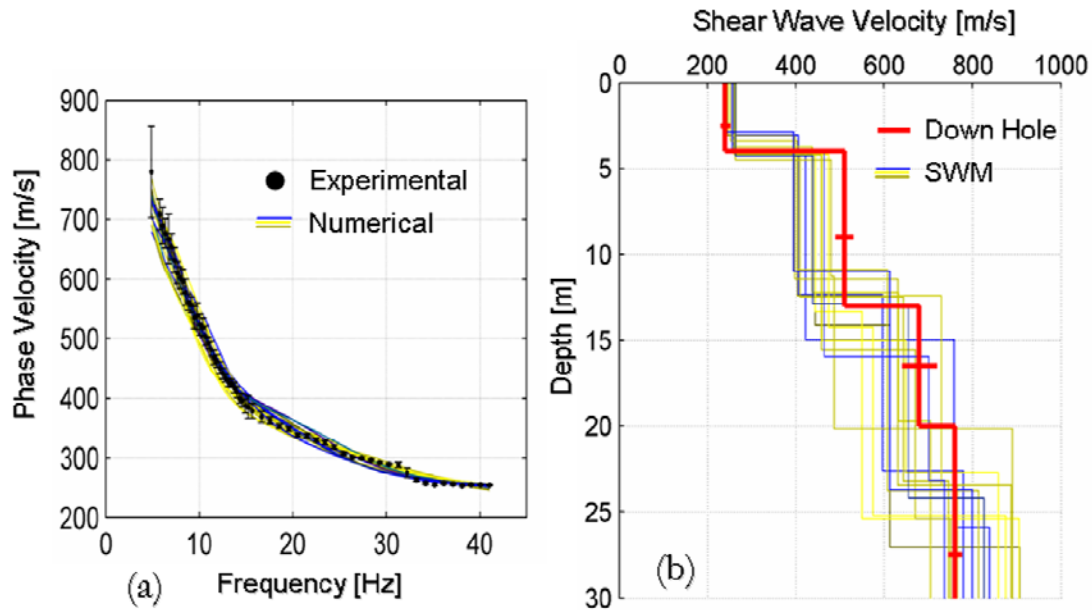 900
800
700
600
500
400
300
200
Phase Velocity [m/s]
Experimental
Numerical
0 10 20 30 40
Frequency [Hz]
(a)
Shear Wave Velocity [m/s]
0 200 400 600 800 1000
0
5
10
15
20
25
30
Depth [m]
Down Hole
SWM
(b)